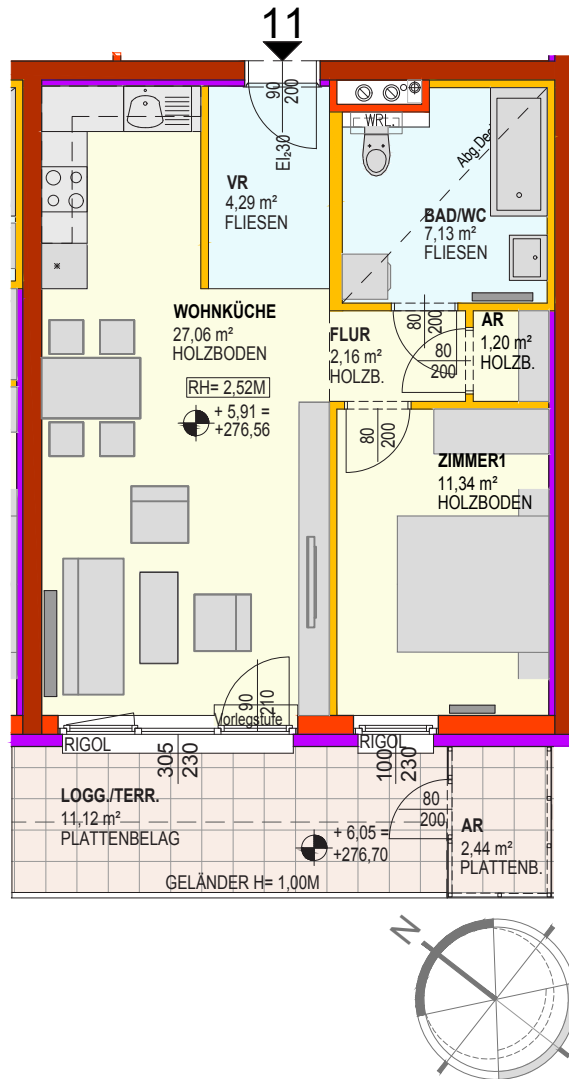 11
90
200
EI₂30
WRL.
VR
4,29 m²
FLIESEN
BAD/WC
7,13 m²
FLIESEN
WOHNKÜCHE
27,06 m²
HOLZBODEN
RH= 2,52M
+ 5,91 =
+276,56
FLUR
2,16 m²
HOLZB.
80
200
AR
1,20 m²
HOLZB.
80
200
80
200
ZIMMER1
11,34 m²
HOLZBODEN
90
210
Vorlegstufe
RIGOL
305
230
RIGOL
100
230
LOGG./TERR.
11,12 m²
PLATTENBELAG
+ 6,05 =
+276,70
80
200
AR
2,44 m²
PLATTENB.
GELÄNDER H= 1,00M
N